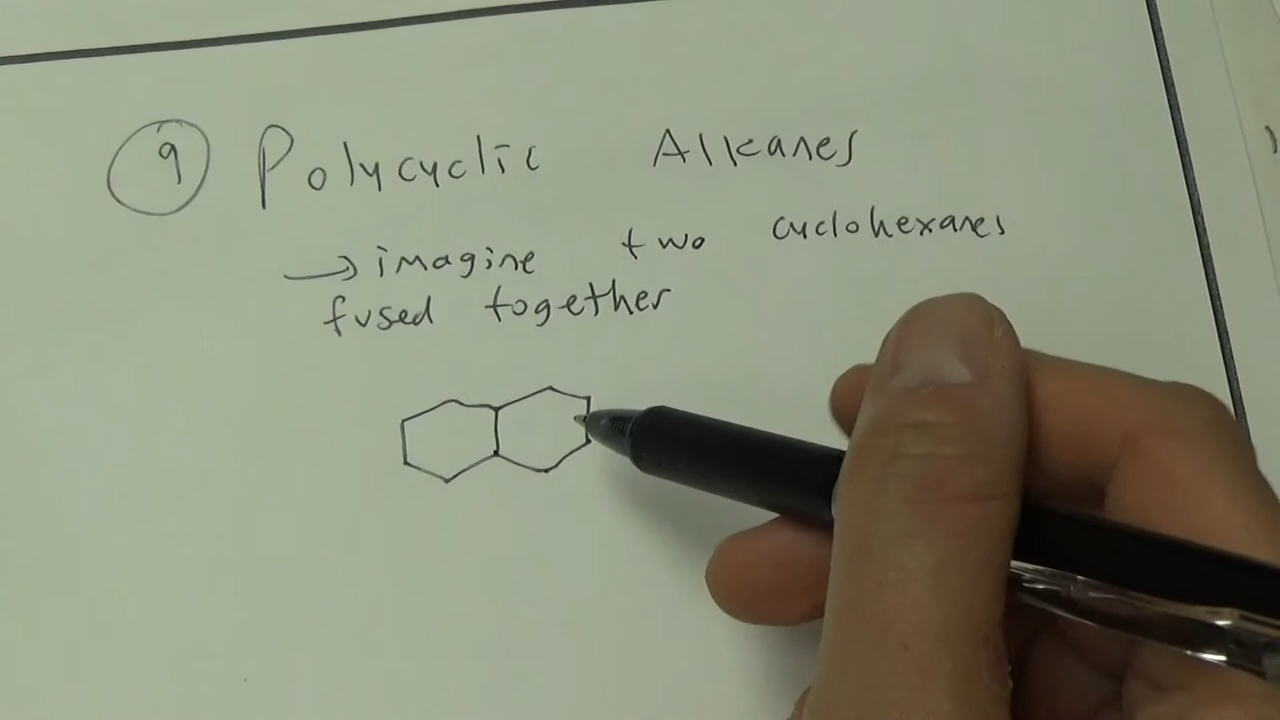 9 Polycyclic Alkanes
→ imagine two cyclohexanes
fused together